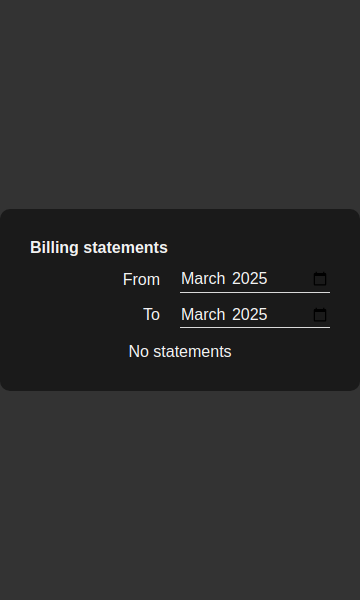 Billing statements
From March 2025
To March 2025
No statements